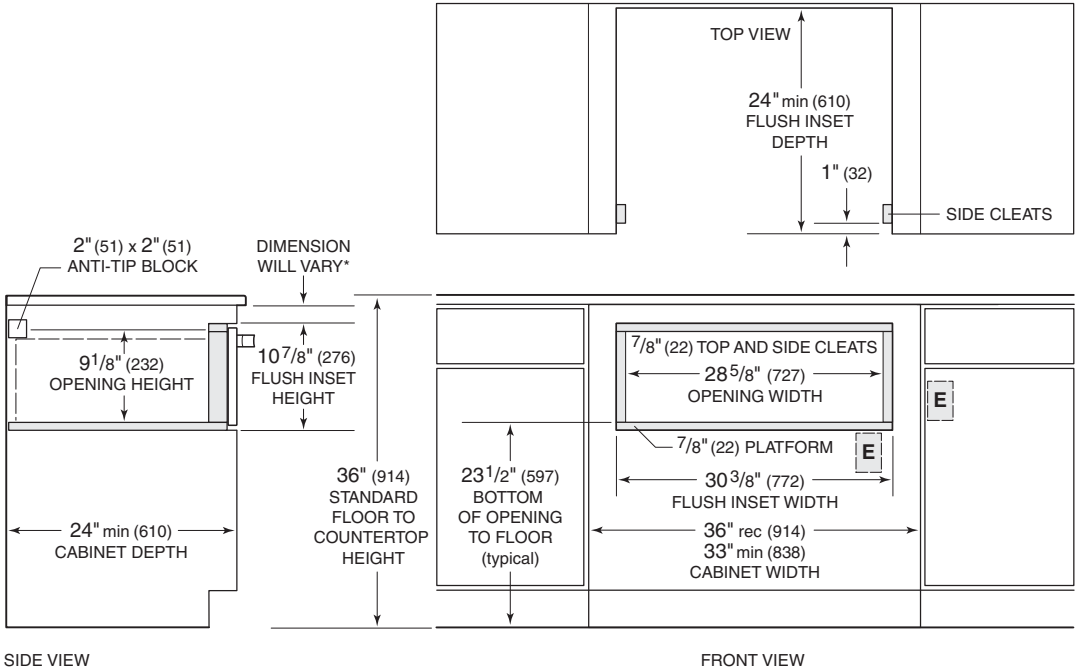 TOP VIEW
24" min (610)
FLUSH INSET
DEPTH
1" (32)
SIDE CLEATS
2" (51) x 2" (51)
ANTI-TIP BLOCK
DIMENSION
WILL VARY*
9 1/8" (232)
OPENING HEIGHT
10 7/8" (276)
FLUSH INSET
HEIGHT
24" min (610)
CABINET DEPTH
36" (914)
STANDARD
FLOOR TO
COUNTERTOP
HEIGHT
7/8" (22) TOP AND SIDE CLEATS
28 5/8" (727)
OPENING WIDTH
E
7/8" (22) PLATFORM
E
23 1/2" (597)
BOTTOM
OF OPENING
TO FLOOR
(typical)
30 3/8" (772)
FLUSH INSET WIDTH
36" rec (914)
33" min (838)
CABINET WIDTH
SIDE VIEW
FRONT VIEW